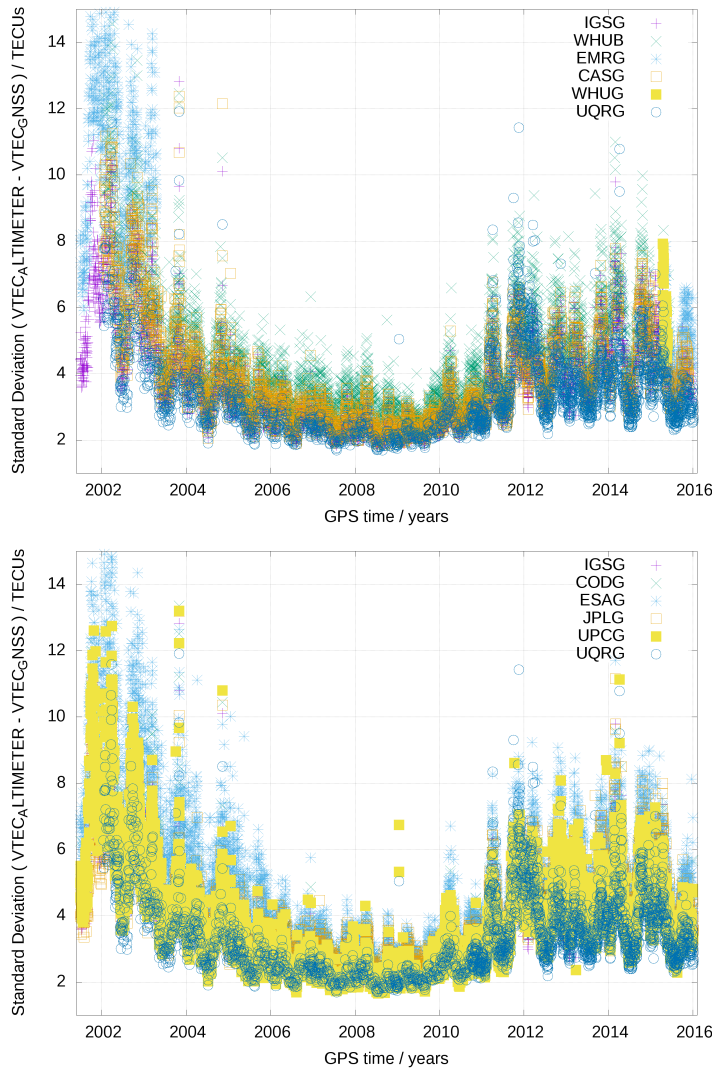 Standard Deviation ( VTEC_ALTIMETER - VTEC_GNSS ) / TECUs
14
12
10
8
6
4
2
IGSG
WHUB
EMRG
CASG
WHUG
UQRG
2002 2004 2006 2008 2010 2012 2014 2016
GPS time / years
Standard Deviation ( VTEC_ALTIMETER - VTEC_GNSS ) / TECUs
14
12
10
8
6
4
2
IGSG
CODG
ESAG
JPLG
UPCG
UQRG
2002 2004 2006 2008 2010 2012 2014 2016
GPS time / years